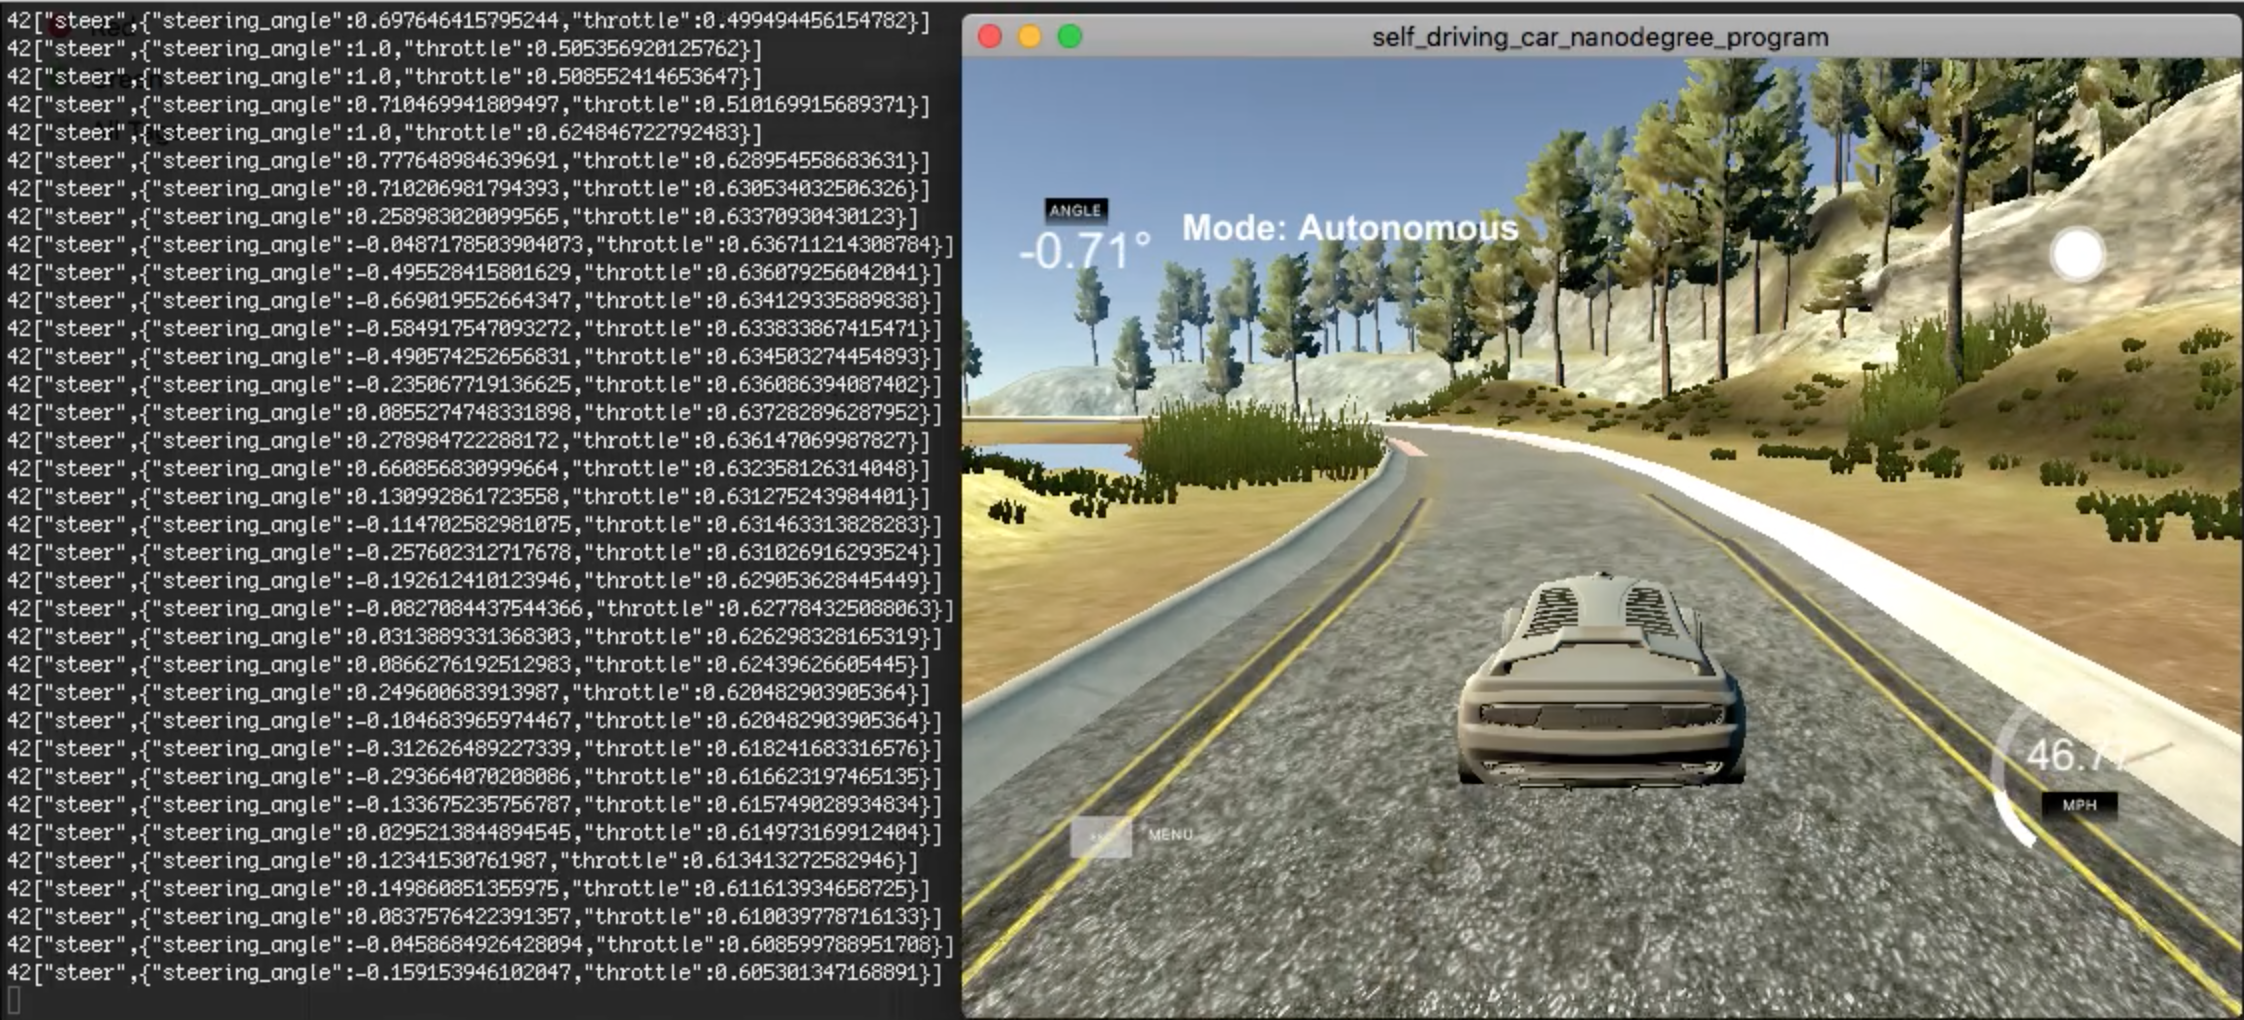 42["steer",{"steering_angle":0.697646415795244,"throttle":0.499494456154782}]
42["steer",{"steering_angle":1.0,"throttle":0.505356920125762}]
42["steer",{"steering_angle":1.0,"throttle":0.508552414653647}]
42["steer",{"steering_angle":0.710469941809497,"throttle":0.510169915689371}]
42["steer",{"steering_angle":1.0,"throttle":0.624846722792483}]
42["steer",{"steering_angle":0.777648984639691,"throttle":0.628954558683631}]
42["steer",{"steering_angle":0.710206981794393,"throttle":0.630534032506326}]
42["steer",{"steering_angle":0.258983020099565,"throttle":0.63370930430123}]
42["steer",{"steering_angle":-0.0487178503904073,"throttle":0.636711214308784}]
42["steer",{"steering_angle":-0.495528415801629,"throttle":0.636079256042041}]
42["steer",{"steering_angle":-0.669019552664347,"throttle":0.634129335889838}]
42["steer",{"steering_angle":-0.584917547093272,"throttle":0.633833867415471}]
42["steer",{"steering_angle":-0.490574252656831,"throttle":0.634503274454893}]
42["steer",{"steering_angle":-0.235067719136625,"throttle":0.636086394087402}]
42["steer",{"steering_angle":0.0855274748331898,"throttle":0.637282896287952}]
42["steer",{"steering_angle":0.278984722288172,"throttle":0.636147069987827}]
42["steer",{"steering_angle":0.660856830999664,"throttle":0.632358126314048}]
42["steer",{"steering_angle":0.130992861723558,"throttle":0.631275243984401}]
42["steer",{"steering_angle":-0.114702582981075,"throttle":0.631463313828283}]
42["steer",{"steering_angle":-0.257602312717678,"throttle":0.631026916293524}]
42["steer",{"steering_angle":-0.192612410123946,"throttle":0.629053628445449}]
42["steer",{"steering_angle":-0.0827084437544366,"throttle":0.627784325088063}]
42["steer",{"steering_angle":0.0313889331368303,"throttle":0.626298328165319}]
42["steer",{"steering_angle":0.0866276192512983,"throttle":0.62439626605445}]
42["steer",{"steering_angle":0.249600683913987,"throttle":0.620482903905364}]
42["steer",{"steering_angle":-0.104683965974467,"throttle":0.620482903905364}]
42["steer",{"steering_angle":-0.312626489227339,"throttle":0.618241683316576}]
42["steer",{"steering_angle":-0.293664070208086,"throttle":0.616623197465135}]
42["steer",{"steering_angle":-0.133675235756787,"throttle":0.615749028934834}]
42["steer",{"steering_angle":0.0295213844894545,"throttle":0.614973169912404}]
42["steer",{"steering_angle":0.12341530761987,"throttle":0.613413272582946}]
42["steer",{"steering_angle":0.149860851355975,"throttle":0.611613934658725}]
42["steer",{"steering_angle":0.0837576422391357,"throttle":0.610039778716133}]
42["steer",{"steering_angle":-0.0458684926428094,"throttle":0.608599788951708}]
42["steer",{"steering_angle":-0.159153946102047,"throttle":0.605301347168891}]
self_driving_car_nanodegree_program
ANGLE
-0.71°
Mode: Autonomous
MPH
MENU